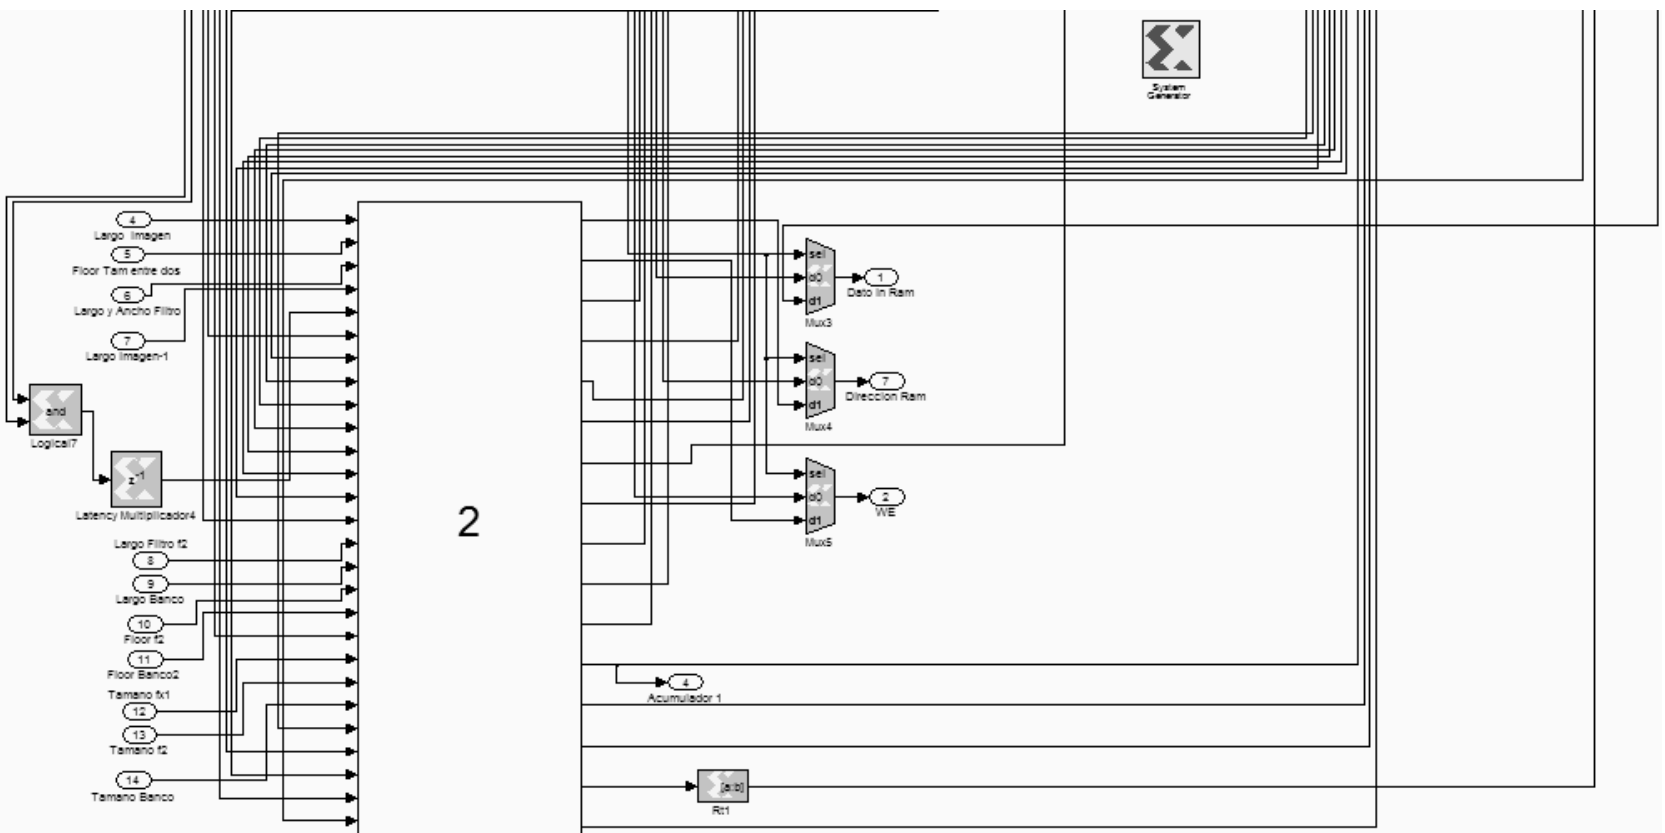 System
Generator
4
Largo Imagen
5
Floor Tam entre dos
6
Largo y Ancho Filtro
7
Largo Imagen-1
and
Logical7
z-1
Latency Multiplicador4
Largo Filtro f2
8
9
Largo Banco
10
Floor f2
11
Floor Banco2
Tamano fx1
12
13
Tamano f2
14
Tamano Banco
2
sel
d0
d1
Mux3
1
Dato In Ram
sel
d0
d1
Mux4
7
Direccion Ram
sel
d0
d1
Mux5
2
WE
4
Acumulador 1
[a:b]
Rt1